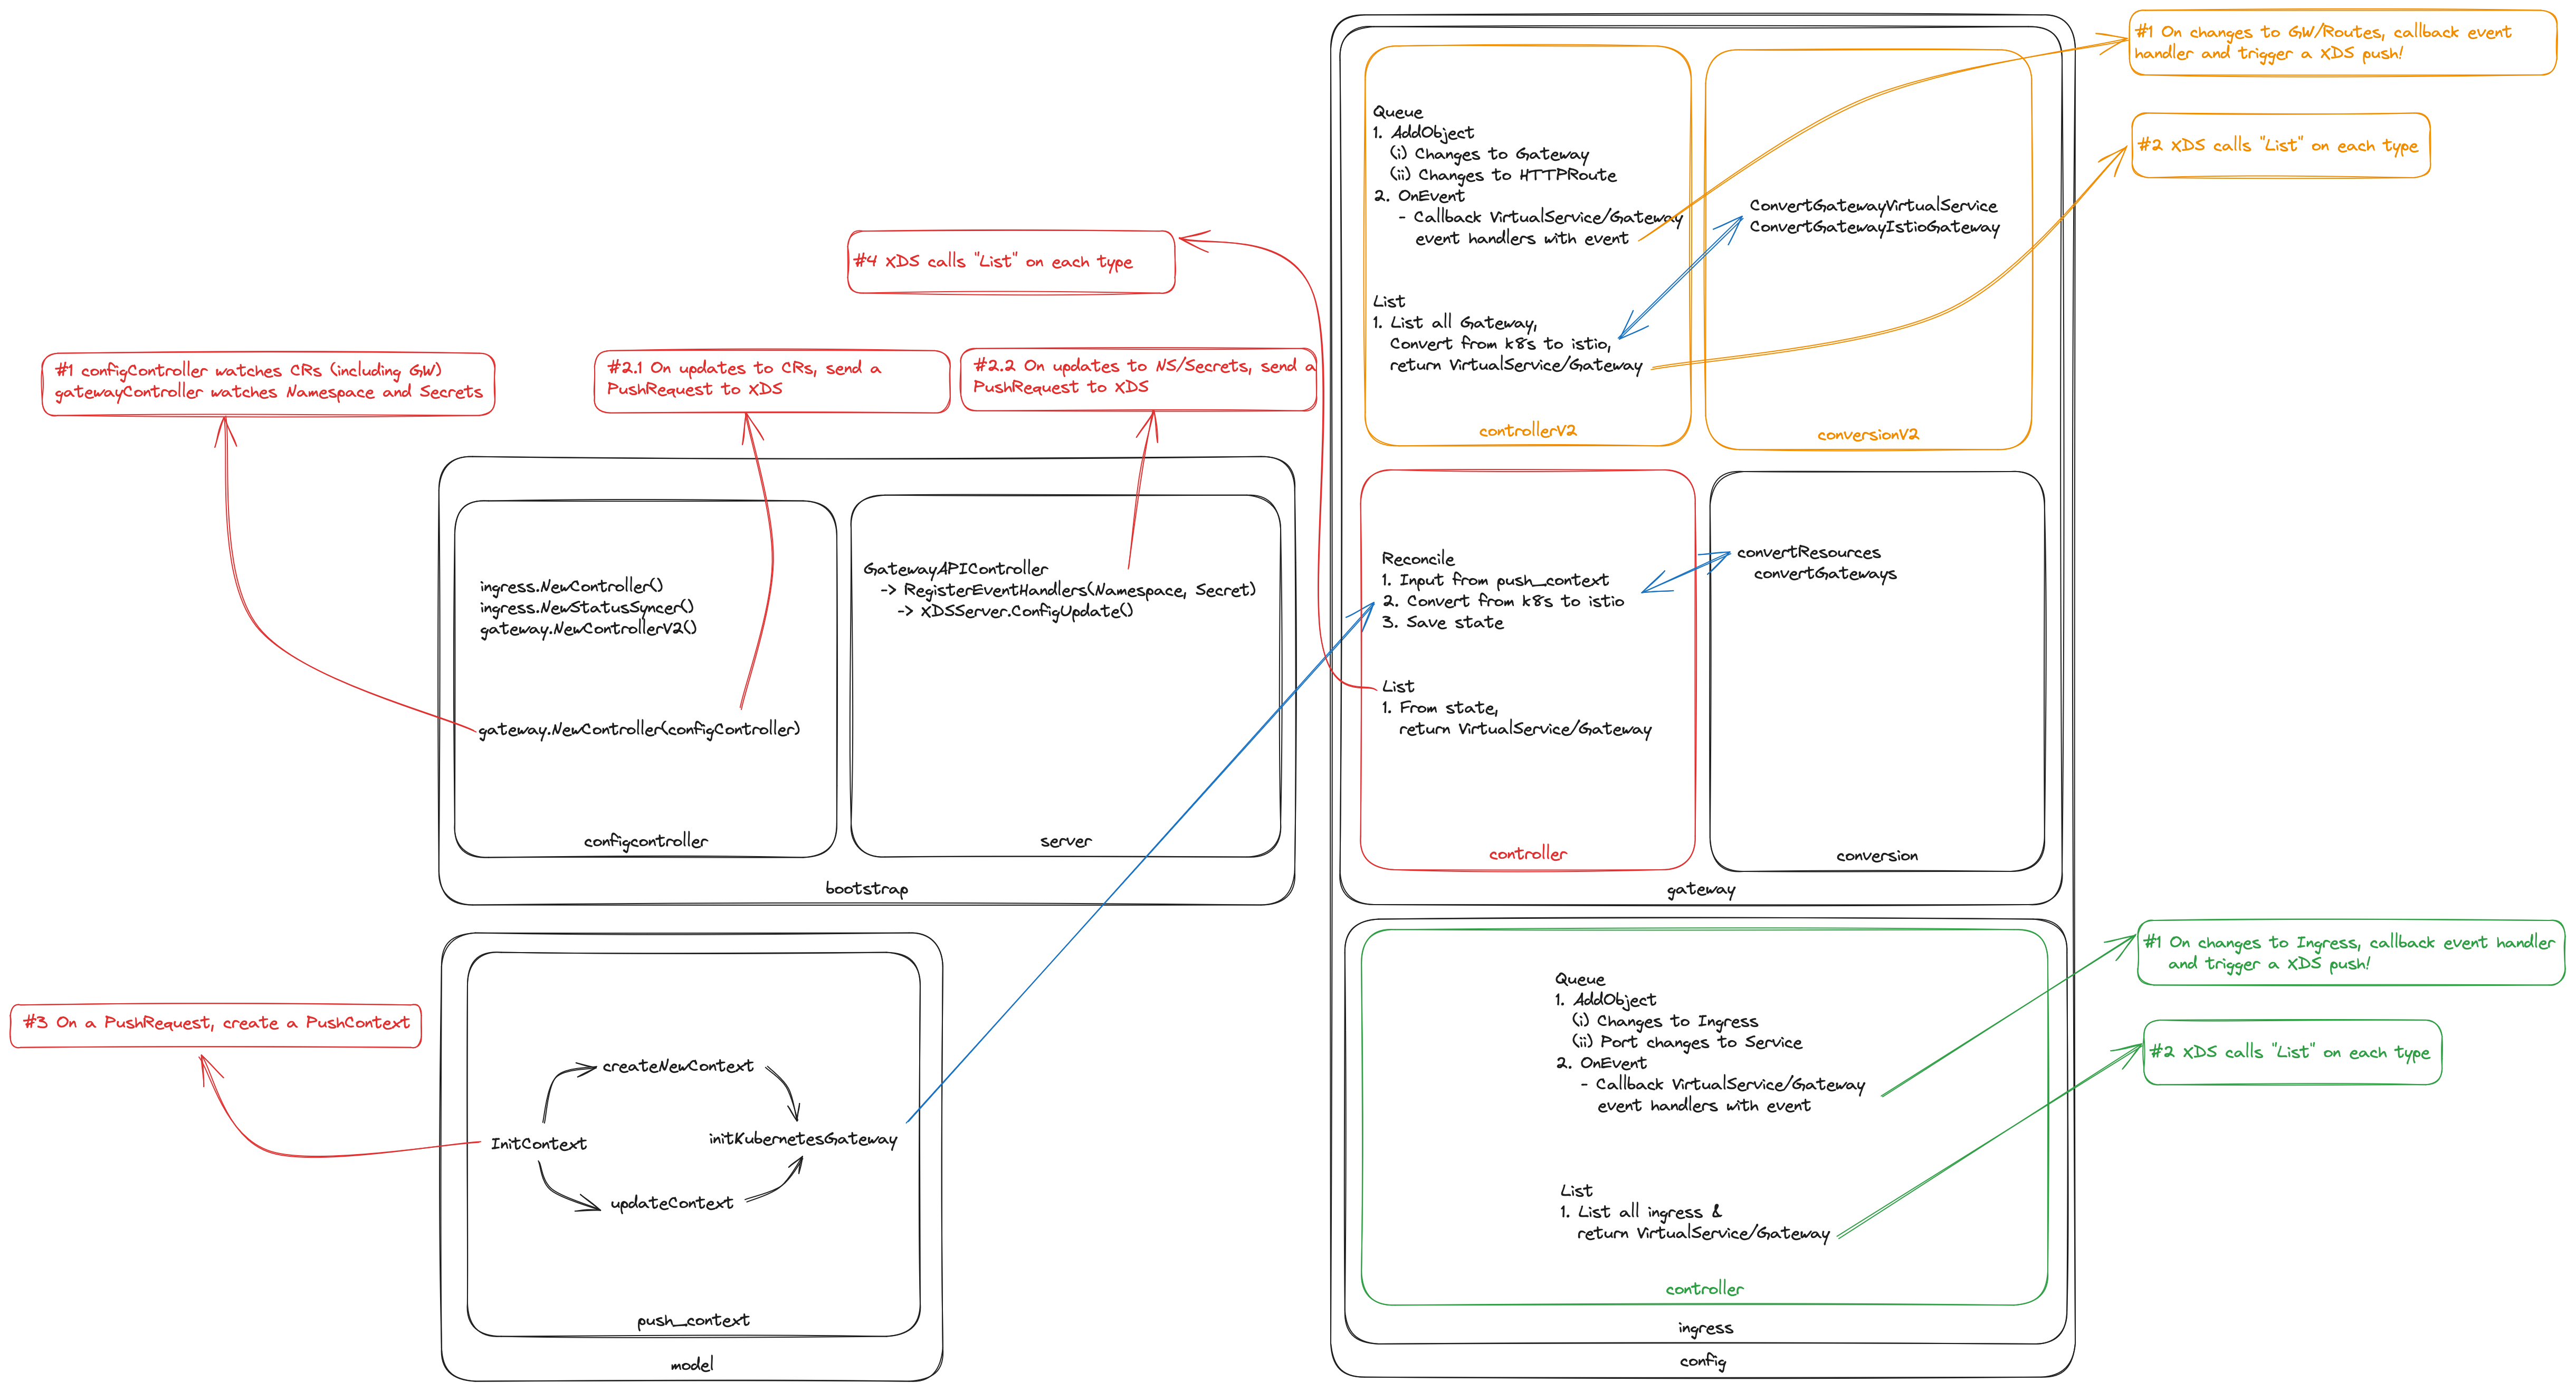 #1 On changes to GW/Routes, callback event
handler and trigger a XDS push!
#2 XDS calls "List" on each type
Queue
1. AddObject
(i) Changes to Gateway
(ii) Changes to HTTPRoute
2. OnEvent
- Callback VirtualService/Gateway
event handlers with event
List
1. List all Gateway,
Convert from k8s to istio,
return VirtualService/Gateway
controllerV2
ConvertGatewayVirtualService
ConvertGatewayIstioGateway
conversionV2
#4 XDS calls "List" on each type
#1 configController watches CRs (including GW)
gatewayController watches Namespace and Secrets
#2.1 On updates to CRs, send a
PushRequest to XDS
#2.2 On updates to NS/Secrets, send a
PushRequest to XDS
ingress.NewController()
ingress.NewStatusSyncer()
gateway.NewControllerV2()
gateway.NewController(configController)
configcontroller
GatewayAPIController
-> RegisterEventHandlers(Namespace, Secret)
-> XDSServer.ConfigUpdate()
server
bootstrap
Reconcile
1. Input from push_context
2. Convert from k8s to istio
3. Save state
List
1. From state,
return VirtualService/Gateway
controller
convertResources
convertGateways
conversion
gateway
#3 On a PushRequest, create a PushContext
createNewContext
InitContext
initKubernetesGateway
updateContext
push_context
model
Queue
1. AddObject
(i) Changes to Ingress
(ii) Port changes to Service
2. OnEvent
- Callback VirtualService/Gateway
event handlers with event
List
1. List all ingress &
return VirtualService/Gateway
controller
ingress
config
#1 On changes to Ingress, callback event handler
and trigger a XDS push!
#2 XDS calls "List" on each type